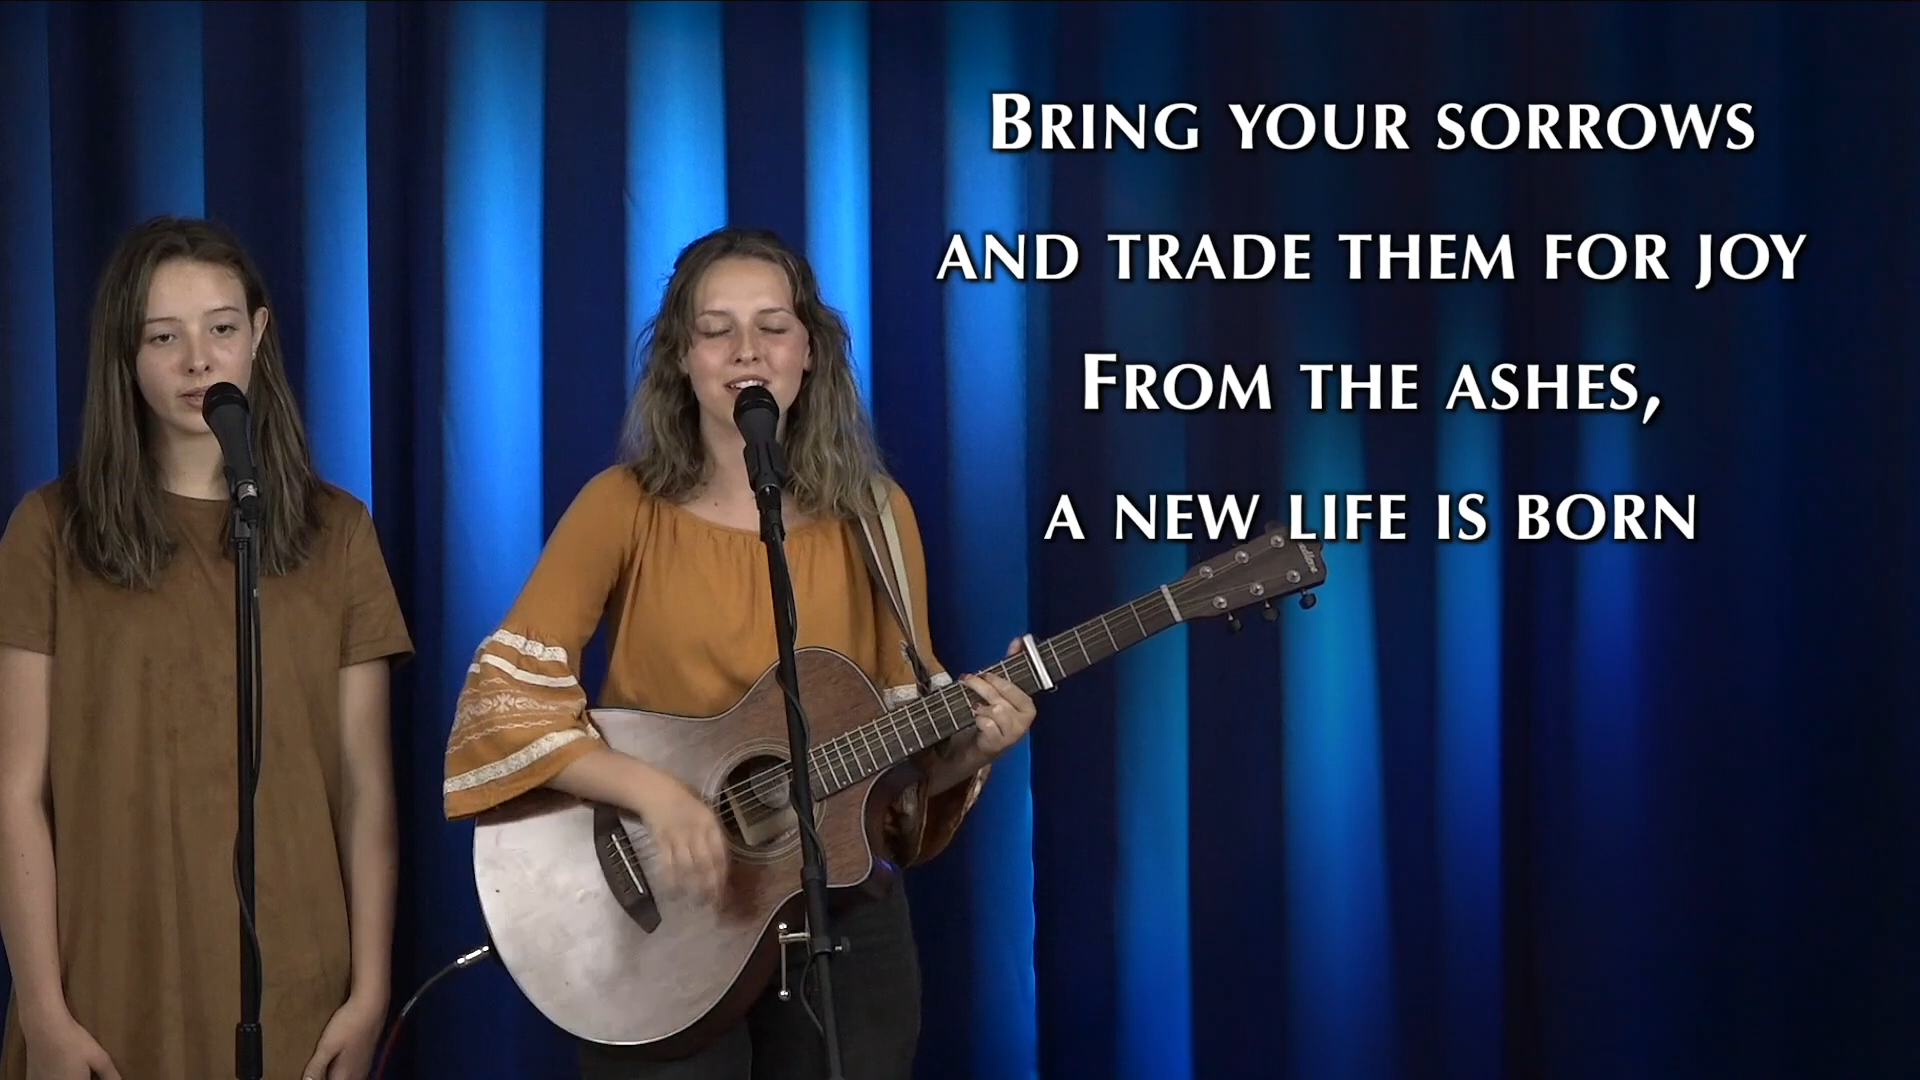 Bring your sorrows
and trade them for joy
From the ashes,
a new life is born